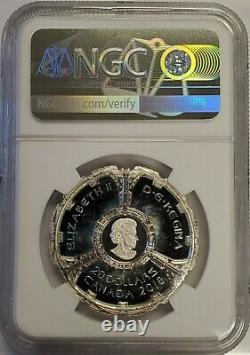 NGC
NGCcoin.com/verify
ELIZABETH II
D·G·REGINA
20 DOLLARS
CANADA 2018